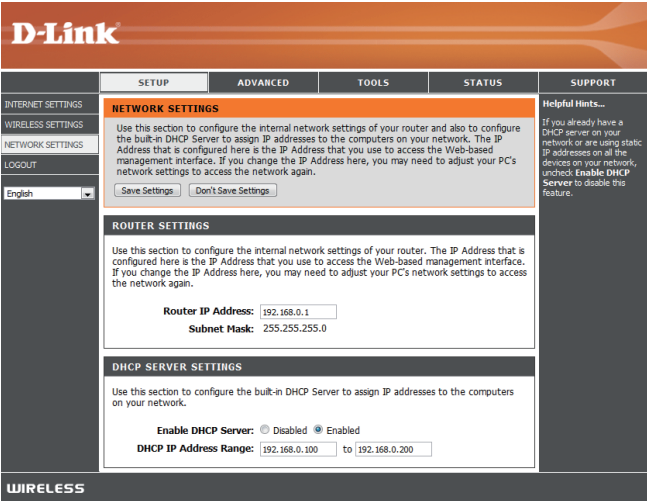 D-Link
SETUP ADVANCED TOOLS STATUS SUPPORT
INTERNET SETTINGS
WIRELESS SETTINGS
NETWORK SETTINGS
LOGOUT
English
NETWORK SETTINGS
Use this section to configure the internal network settings of your router and also to configure
the built-in DHCP Server to assign IP addresses to the computers on your network. The IP
Address that is configured here is the IP Address that you use to access the Web-based
management interface. If you change the IP Address here, you may need to adjust your PC's
network settings to access the network again.
Save Settings Don't Save Settings
ROUTER SETTINGS
Use this section to configure the internal network settings of your router. The IP Address that is
configured here is the IP Address that you use to access the Web-based management interface.
If you change the IP Address here, you may need to adjust your PC's network settings to access
the network again.
Router IP Address: 192.168.0.1
Subnet Mask: 255.255.255.0
DHCP SERVER SETTINGS
Use this section to configure the built-in DHCP Server to assign IP addresses to the computers
on your network.
Enable DHCP Server: Disabled Enabled
DHCP IP Address Range: 192.168.0.100 to 192.168.0.200
Helpful Hints...
If you already have a
DHCP server on your
network or are using static
IP addresses on all the
devices on your network,
uncheck Enable DHCP
Server to disable this
feature.
WIRELESS